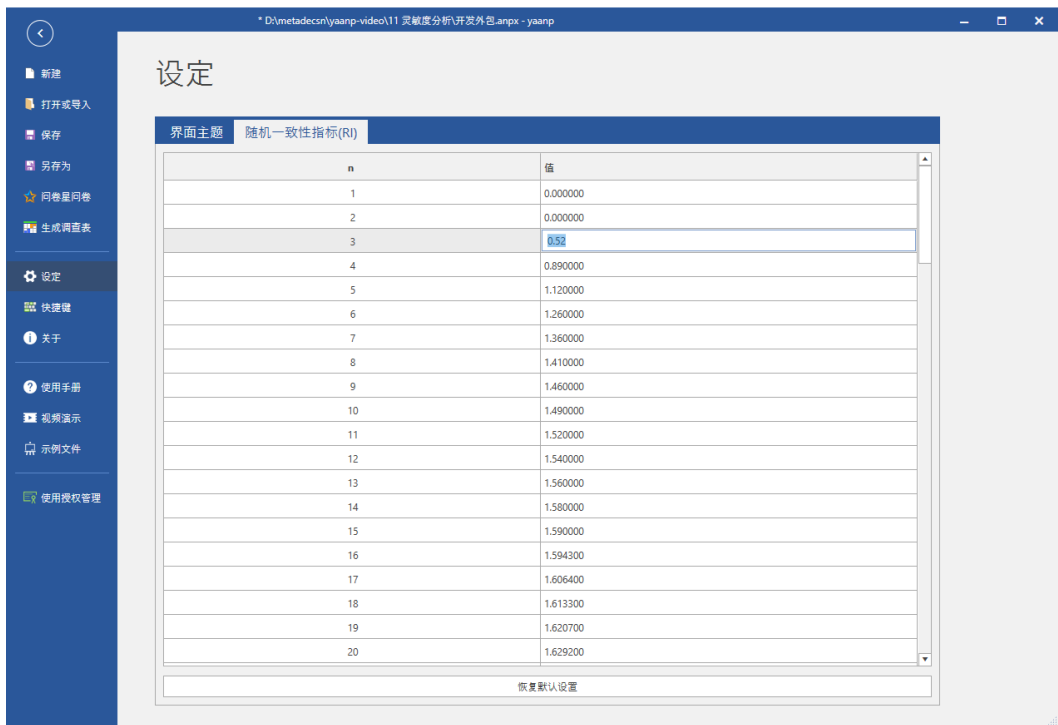 * D:\metadecsn\yaanp-video\11 灵敏度分析\开发外包.anpx - yaanp
新建
打开或导入
保存
另存为
问卷星问卷
生成调查表
设定
快捷键
关于
使用手册
视频演示
示例文件
使用授权管理
设定
界面主题 随机一致性指标(RI)
n 值
1 0.000000
2 0.000000
3 0.52
4 0.890000
5 1.120000
6 1.260000
7 1.360000
8 1.410000
9 1.460000
10 1.490000
11 1.520000
12 1.540000
13 1.560000
14 1.580000
15 1.590000
16 1.594300
17 1.606400
18 1.613300
19 1.620700
20 1.629200
恢复默认设置